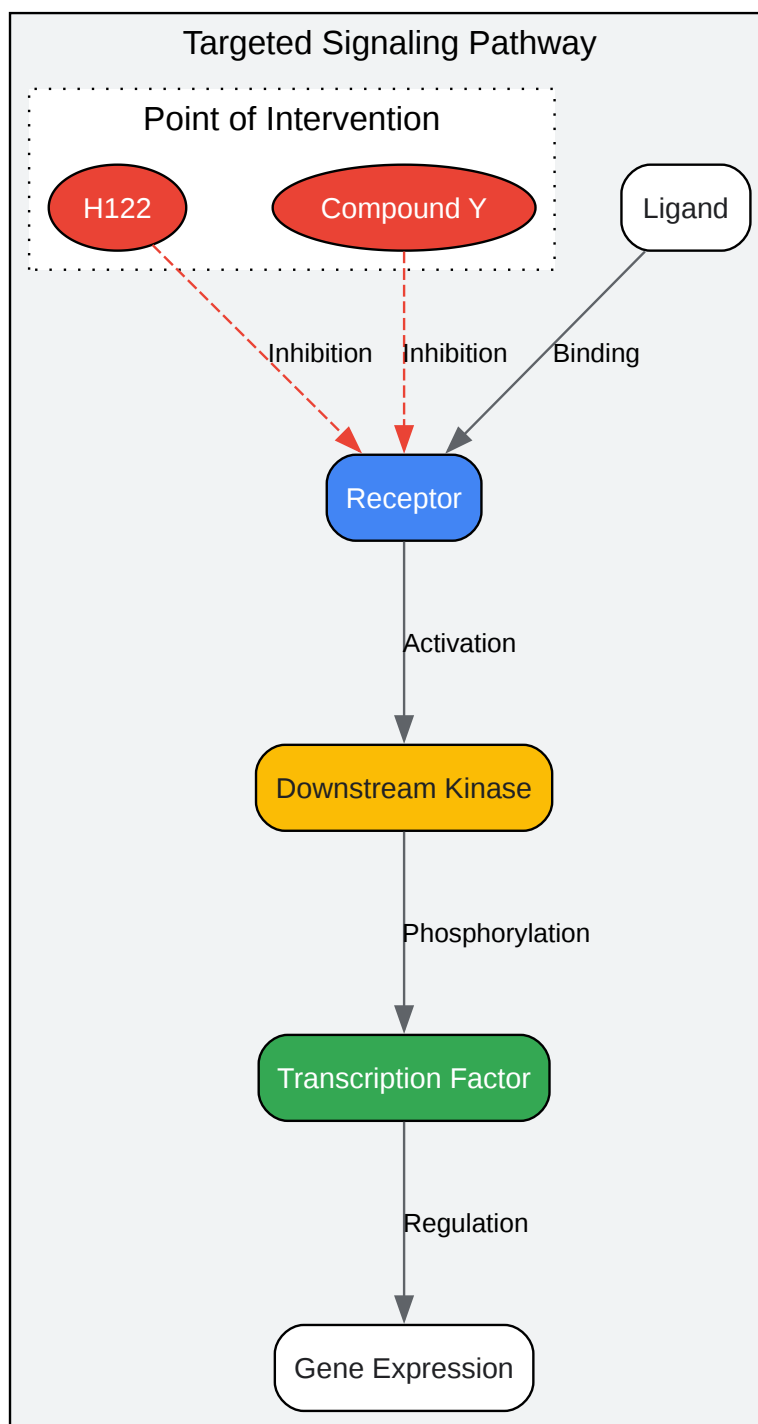 Targeted Signaling Pathway
Point of Intervention
H122
Compound Y
Ligand
Inhibition
Inhibition
Binding
Receptor
Activation
Downstream Kinase
Phosphorylation
Transcription Factor
Regulation
Gene Expression